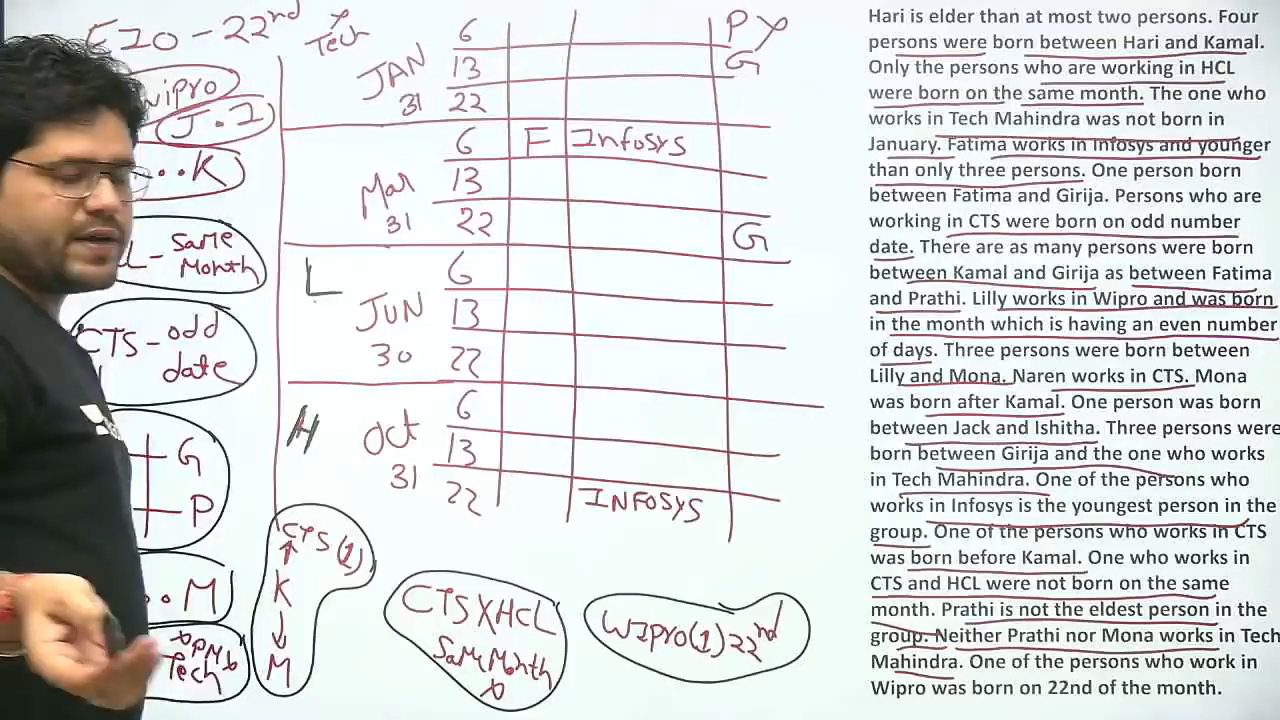 EIO - 22nd
Tech
wipro
J. I
..K
L - Same
Month
CTS - odd
date
G
P
..M
PM
Tech
CTS (1)
K
M
CTS X HCL
Same Month
WIPRO (1) 22nd
JAN
31
6
13
22
P
G
Mar
31
6 F Infosys
13
22
G
L
JUN
30
6
13
22
H
Oct
31
6
13
22 INFOSYS
Hari is elder than at most two persons. Four
persons were born between Hari and Kamal.
Only the persons who are working in HCL
were born on the same month. The one who
works in Tech Mahindra was not born in
January. Fatima works in Infosys and younger
than only three persons. One person born
between Fatima and Girija. Persons who are
working in CTS were born on odd number
date. There are as many persons were born
between Kamal and Girija as between Fatima
and Prathi. Lilly works in Wipro and was born
in the month which is having an even number
of days. Three persons were born between
Lilly and Mona. Naren works in CTS. Mona
was born after Kamal. One person was born
between Jack and Ishitha. Three persons were
born between Girija and the one who works
in Tech Mahindra. One of the persons who
works in Infosys is the youngest person in the
group. One of the persons who works in CTS
was born before Kamal. One who works in
CTS and HCL were not born on the same
month. Prathi is not the eldest person in the
group. Neither Prathi nor Mona works in Tech
Mahindra. One of the persons who work in
Wipro was born on 22nd of the month.